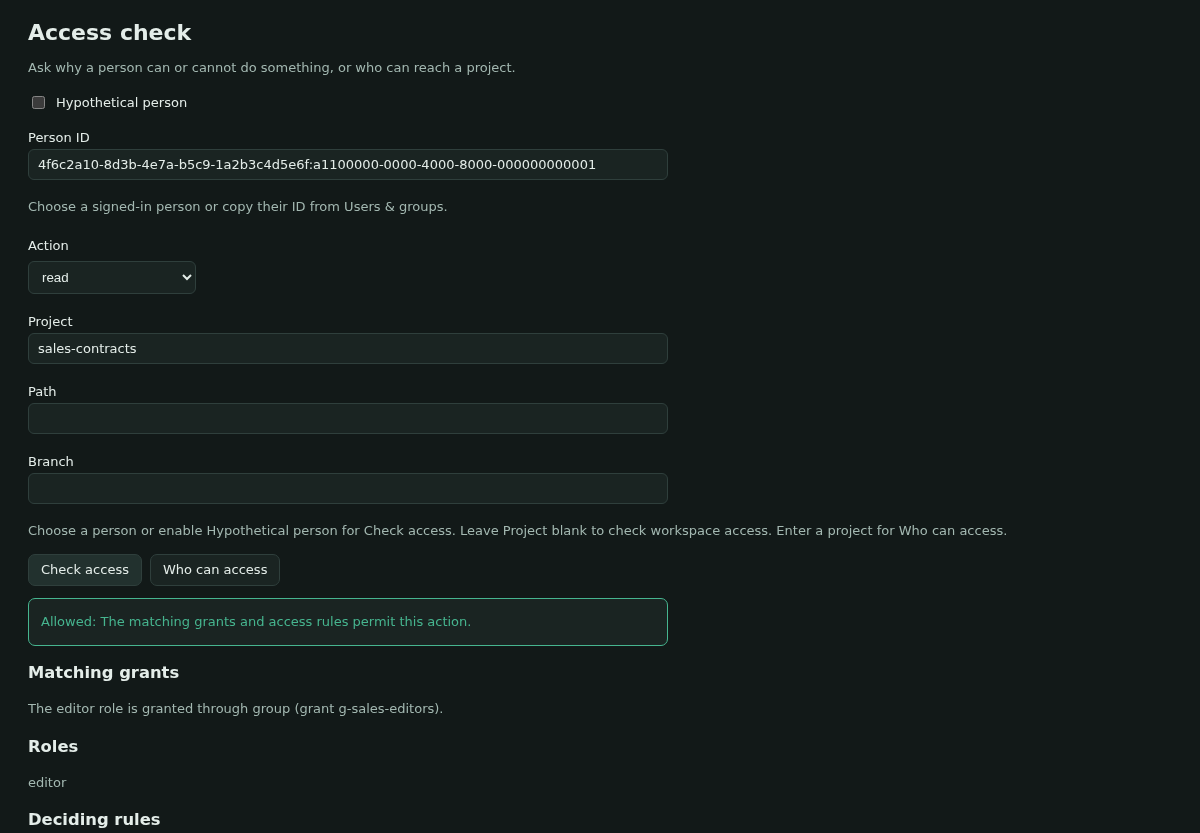 Access check
Ask why a person can or cannot do something, or who can reach a project.
Hypothetical person
Person ID
4f6c2a10-8d3b-4e7a-b5c9-1a2b3c4d5e6f:a1100000-0000-4000-8000-000000000001
Choose a signed-in person or copy their ID from Users & groups.
Action
read
Project
sales-contracts
Path
Branch
Choose a person or enable Hypothetical person for Check access. Leave Project blank to check workspace access. Enter a project for Who can access.
Check access Who can access
Allowed: The matching grants and access rules permit this action.
Matching grants
The editor role is granted through group (grant g-sales-editors).
Roles
editor
Deciding rules